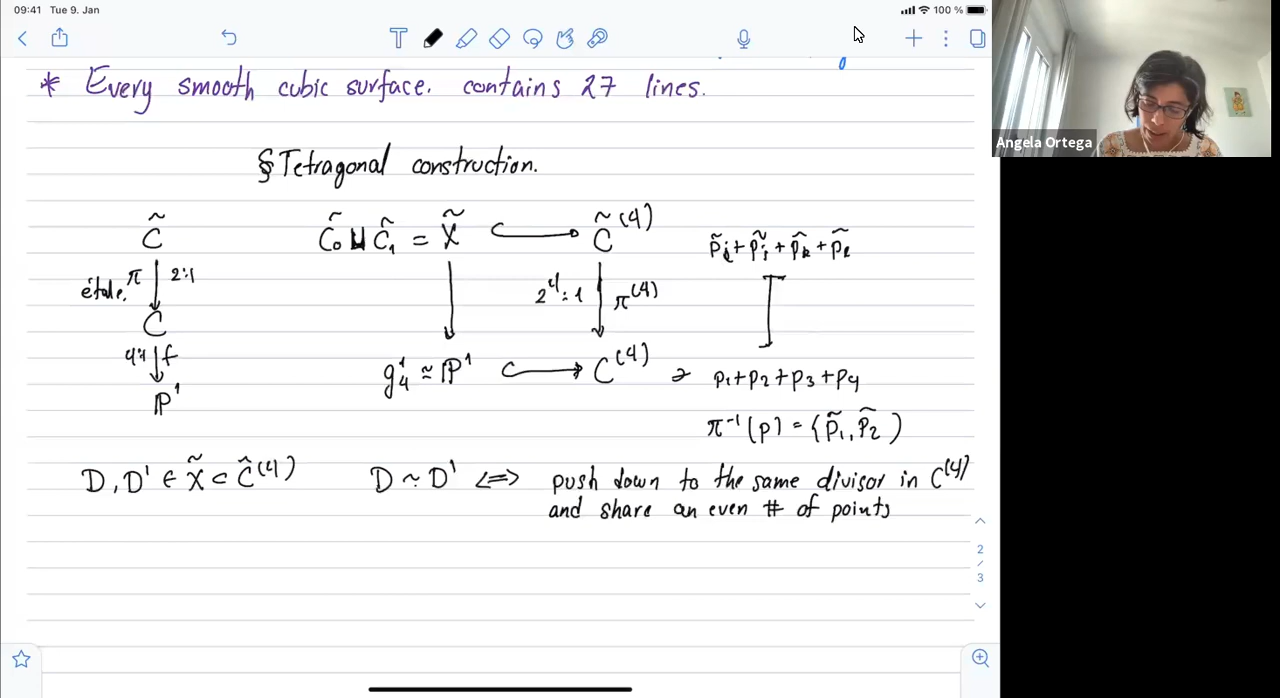 09:41 Tue 9. Jan 100 %
* Every smooth cubic surface. contains 27 lines.
Angela Ortega
§ Tetragonal construction.
C̃ C̃₀ ⊔ C̃₁ = X̃ ↪ C̃⁽⁴⁾ p̃ᵢ + p̃ⱼ + p̃ₖ + p̃ₗ
étale. π ↓ 2:1 ↓ 2⁴:1 ↓ π⁽⁴⁾
C
4:1 ↓ f g₄¹ ≃ ℙ¹ ↪ C⁽⁴⁾ ∋ p₁ + p₂ + p₃ + p₄
ℙ¹
π⁻¹(p) = {p̃₁, p̃₂}
D, D' ∈ X̃ ⊂ C̃⁽⁴⁾ D ~ D' ⟺ push down to the same divisor in C⁽⁴⁾
and share an even # of points
2
/
3